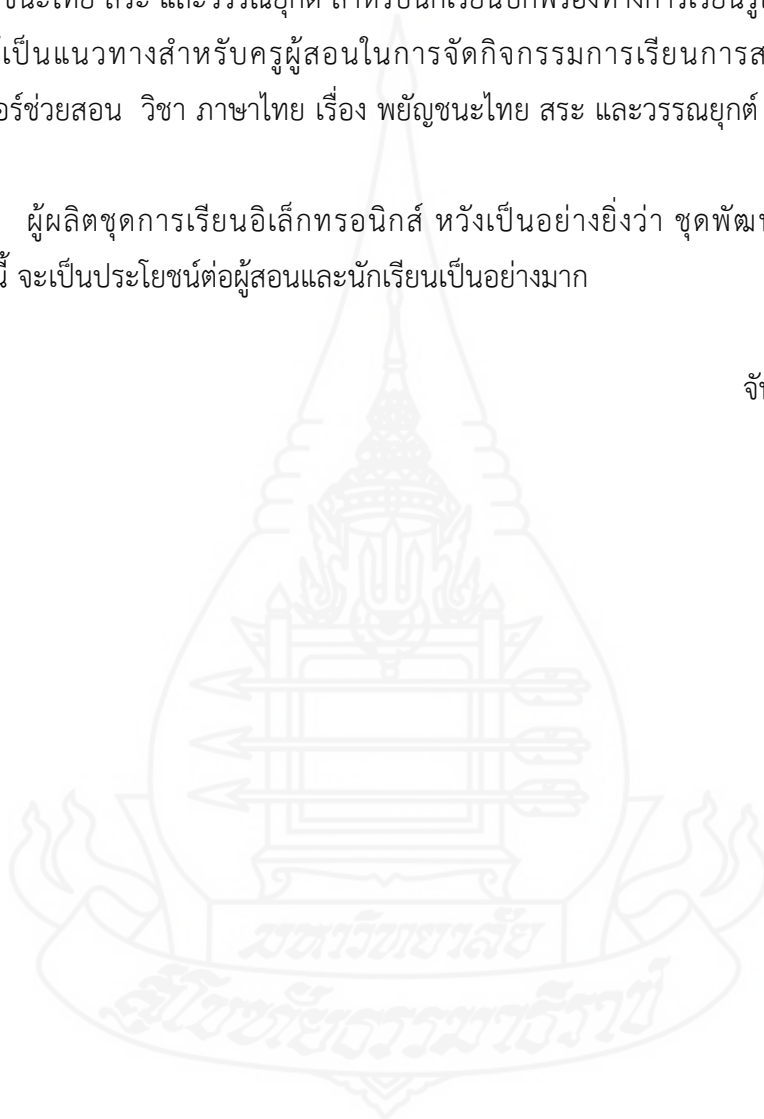 ชนะไทย สระ และวรรณยุกต์ สำหรับนักเรียนบกพร่องทางการเรียนรู้
เป็นแนวทางสำหรับครูผู้สอนในการจัดกิจกรรมการเรียนการส
อร์ช่วยสอน วิชา ภาษาไทย เรื่อง พยัญชนะไทย สระ และวรรณยุกต์
ผู้ผลิตชุดการเรียนอิเล็กทรอนิกส์ หวังเป็นอย่างยิ่งว่า ชุดพัฒ
นี้ จะเป็นประโยชน์ต่อผู้สอนและนักเรียนเป็นอย่างมาก
จั
มหาวิทยาลัย
สุโขทัยธรรมาธิราช